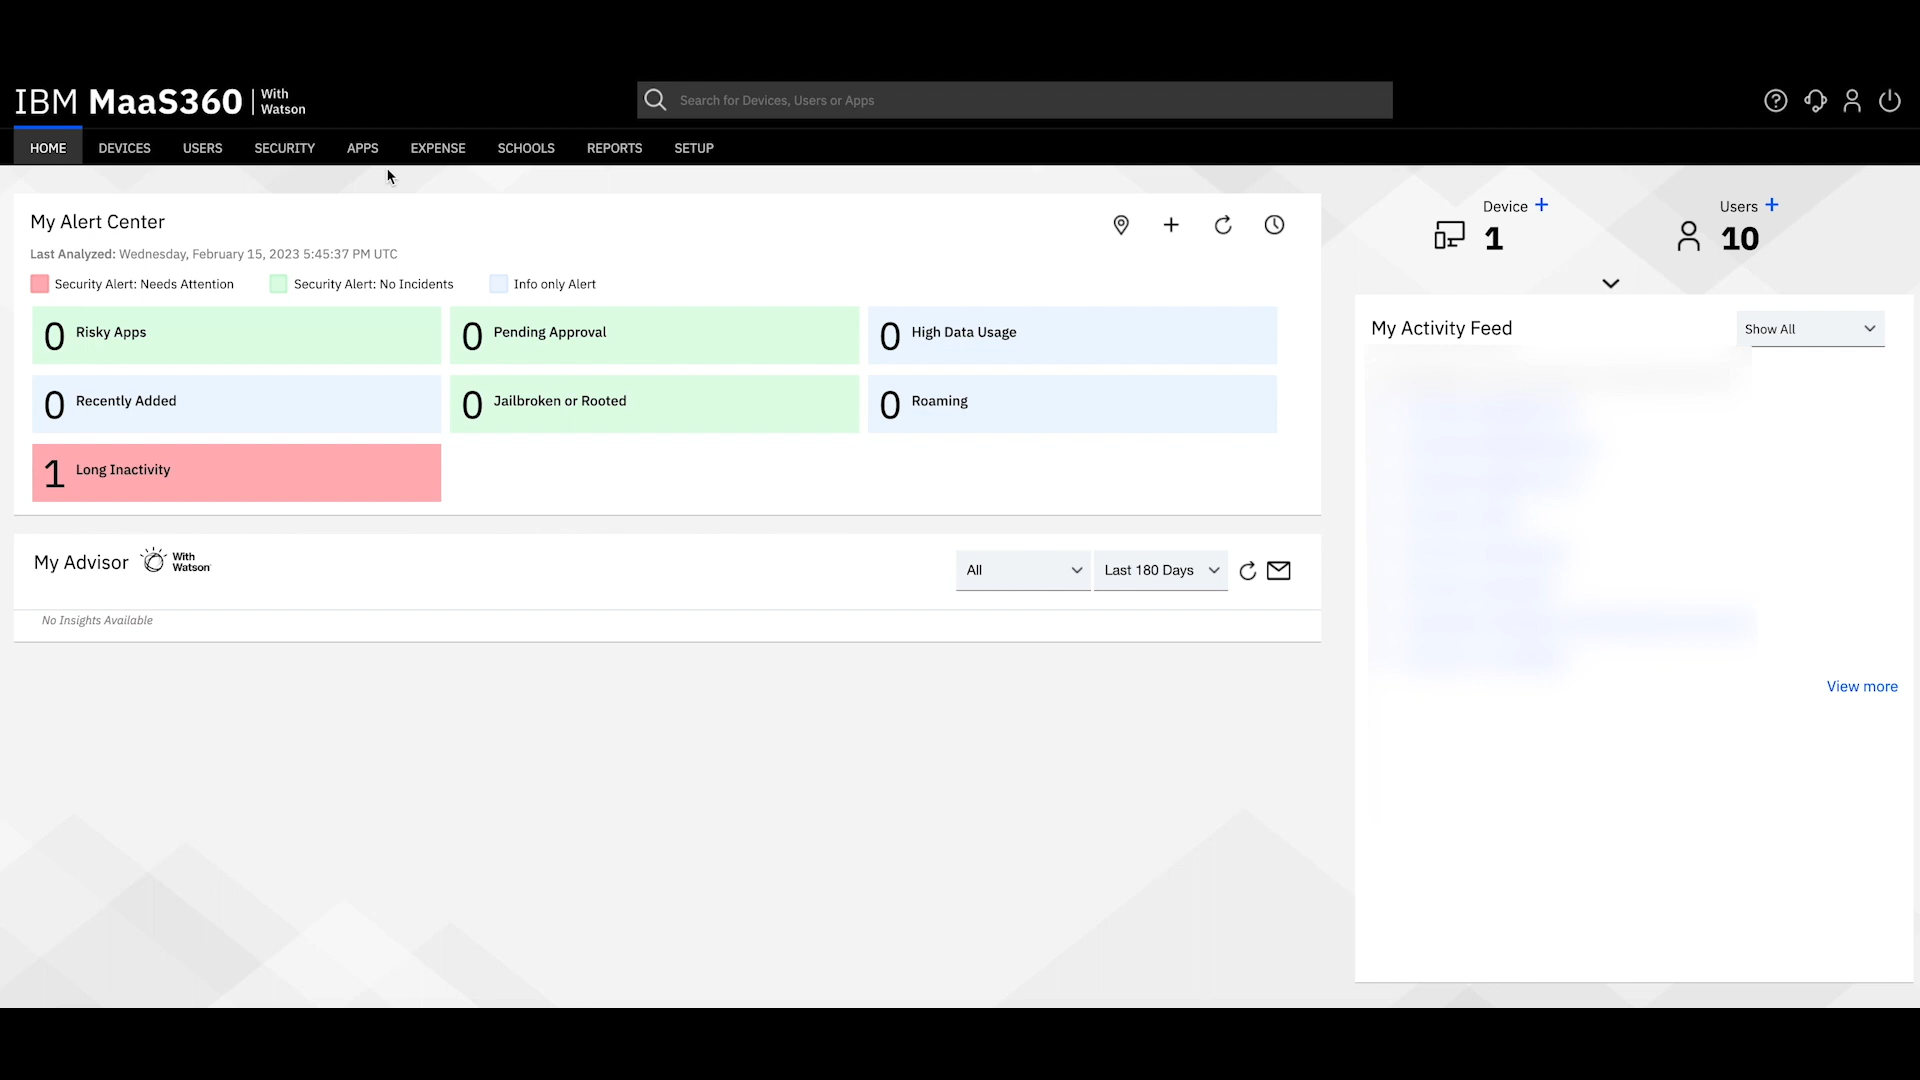 IBM MaaS360 | With Watson
Search for Devices, Users or Apps
HOME DEVICES USERS SECURITY APPS EXPENSE SCHOOLS REPORTS SETUP
My Alert Center
Last Analyzed: Wednesday, February 15, 2023 5:45:37 PM UTC
Security Alert: Needs Attention Security Alert: No Incidents Info only Alert
0 Risky Apps 0 Pending Approval 0 High Data Usage
0 Recently Added 0 Jailbroken or Rooted 0 Roaming
1 Long Inactivity
My Advisor With Watson
All Last 180 Days
No Insights Available
Device +
1
Users +
10
My Activity Feed Show All
View more